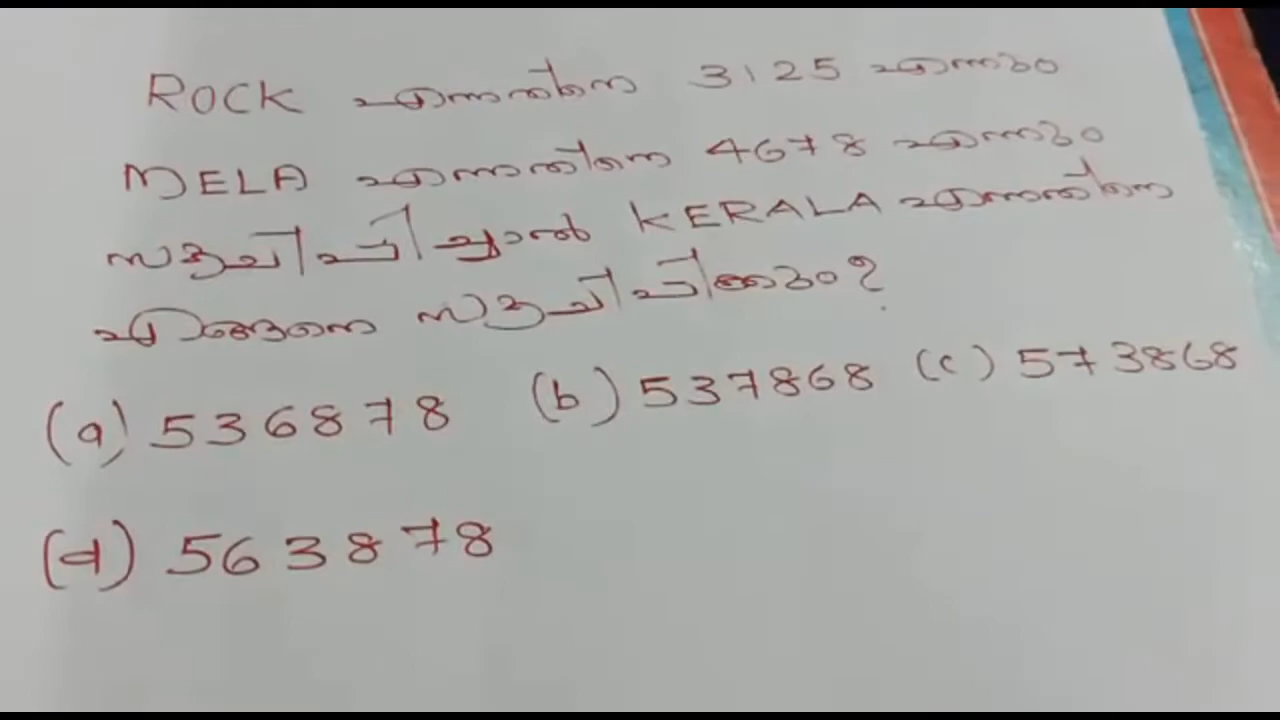 ROCK എന്നതിനെ 3125 എന്നും
MELA എന്നതിനെ 4678 എന്നും
സൂചിപ്പിച്ചാൽ KERALA എന്നതിനെ
എങ്ങനെ സൂചിപ്പിക്കാം?
(a) 536878 (b) 537868 (c) 573868
(d) 563878